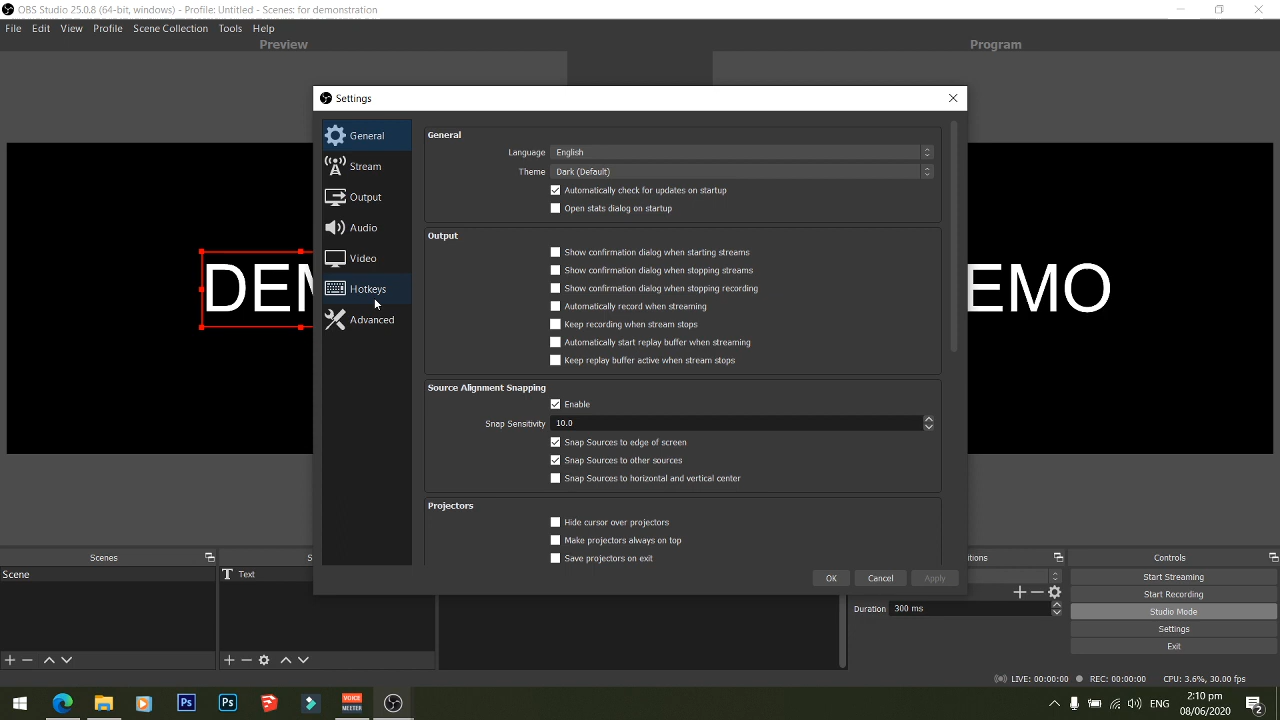 OBS Studio 25.0.8 (64-bit, windows) - Profile: Untitled - Scenes: for demonstration
File Edit View Profile Scene Collection Tools Help
Preview
Program
Settings
General
Stream
Output
Audio
Video
Hotkeys
Advanced
General
Language English
Theme Dark (Default)
Automatically check for updates on startup
Open stats dialog on startup
Output
Show confirmation dialog when starting streams
Show confirmation dialog when stopping streams
Show confirmation dialog when stopping recording
Automatically record when streaming
Keep recording when stream stops
Automatically start replay buffer when streaming
Keep replay buffer active when stream stops
Source Alignment Snapping
Enable
Snap Sensitivity 10.0
Snap Sources to edge of screen
Snap Sources to other sources
Snap Sources to horizontal and vertical center
Projectors
Hide cursor over projectors
Make projectors always on top
Save projectors on exit
OK Cancel Apply
DEM
EMO
Scenes
Scene
S
Text
itions
Duration 300 ms
Controls
Start Streaming
Start Recording
Studio Mode
Settings
Exit
LIVE: 00:00:00 REC: 00:00:00 CPU: 3.6%, 30.00 fps
Ps
Ps
VOICE
MEETER
ENG
2:10 pm
08/06/2020
2